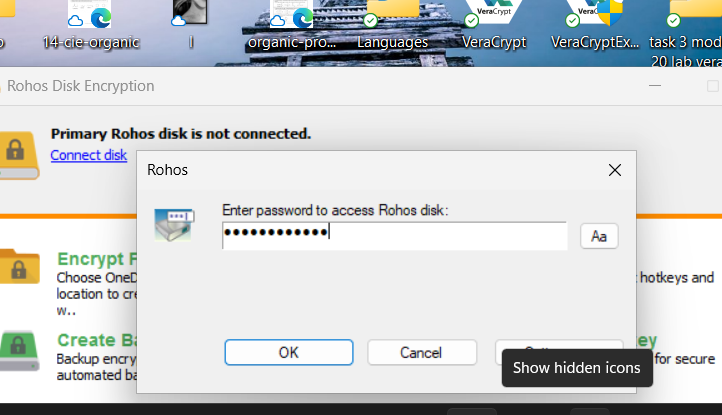 14-cie-organic
I
organic-pro...
Languages
VeraCrypt
VeraCryptEx...
task 3 mod
20 lab vera
Rohos Disk Encryption
Primary Rohos disk is not connected.
Connect disk
Rohos
Enter password to access Rohos disk:
Aa
Encrypt F
Choose OneD
location to cre
w..
hotkeys and
Create Ba
Backup encry
automated ba
ey
for secure
OK
Cancel
Show hidden icons